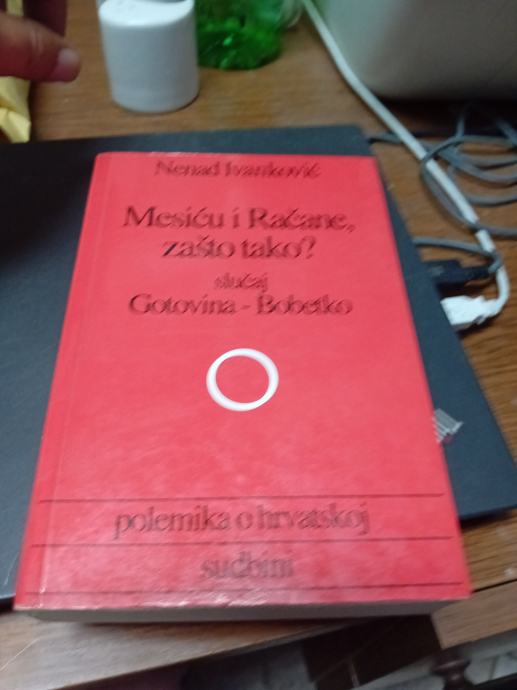 Nenad Ivanković
Mesiću i Račane,
zašto tako?
slučaj
Gotovina - Bobetko
polemika o hrvatskoj
sudbini